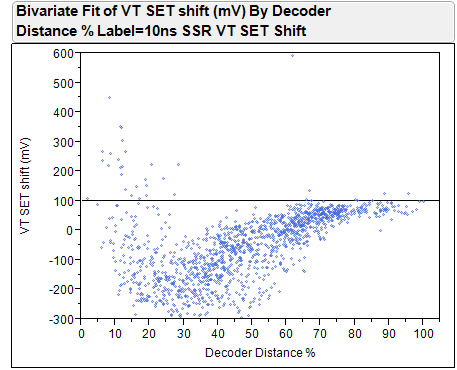 Bivariate Fit of VT SET shift (mV) By Decoder
Distance % Label=10ns SSR VT SET Shift
600
500
400
300
200
100
0
-100
-200
-300
VT SET shift (mV)
0 10 20 30 40 50 60 70 80 90 100
Decoder Distance %